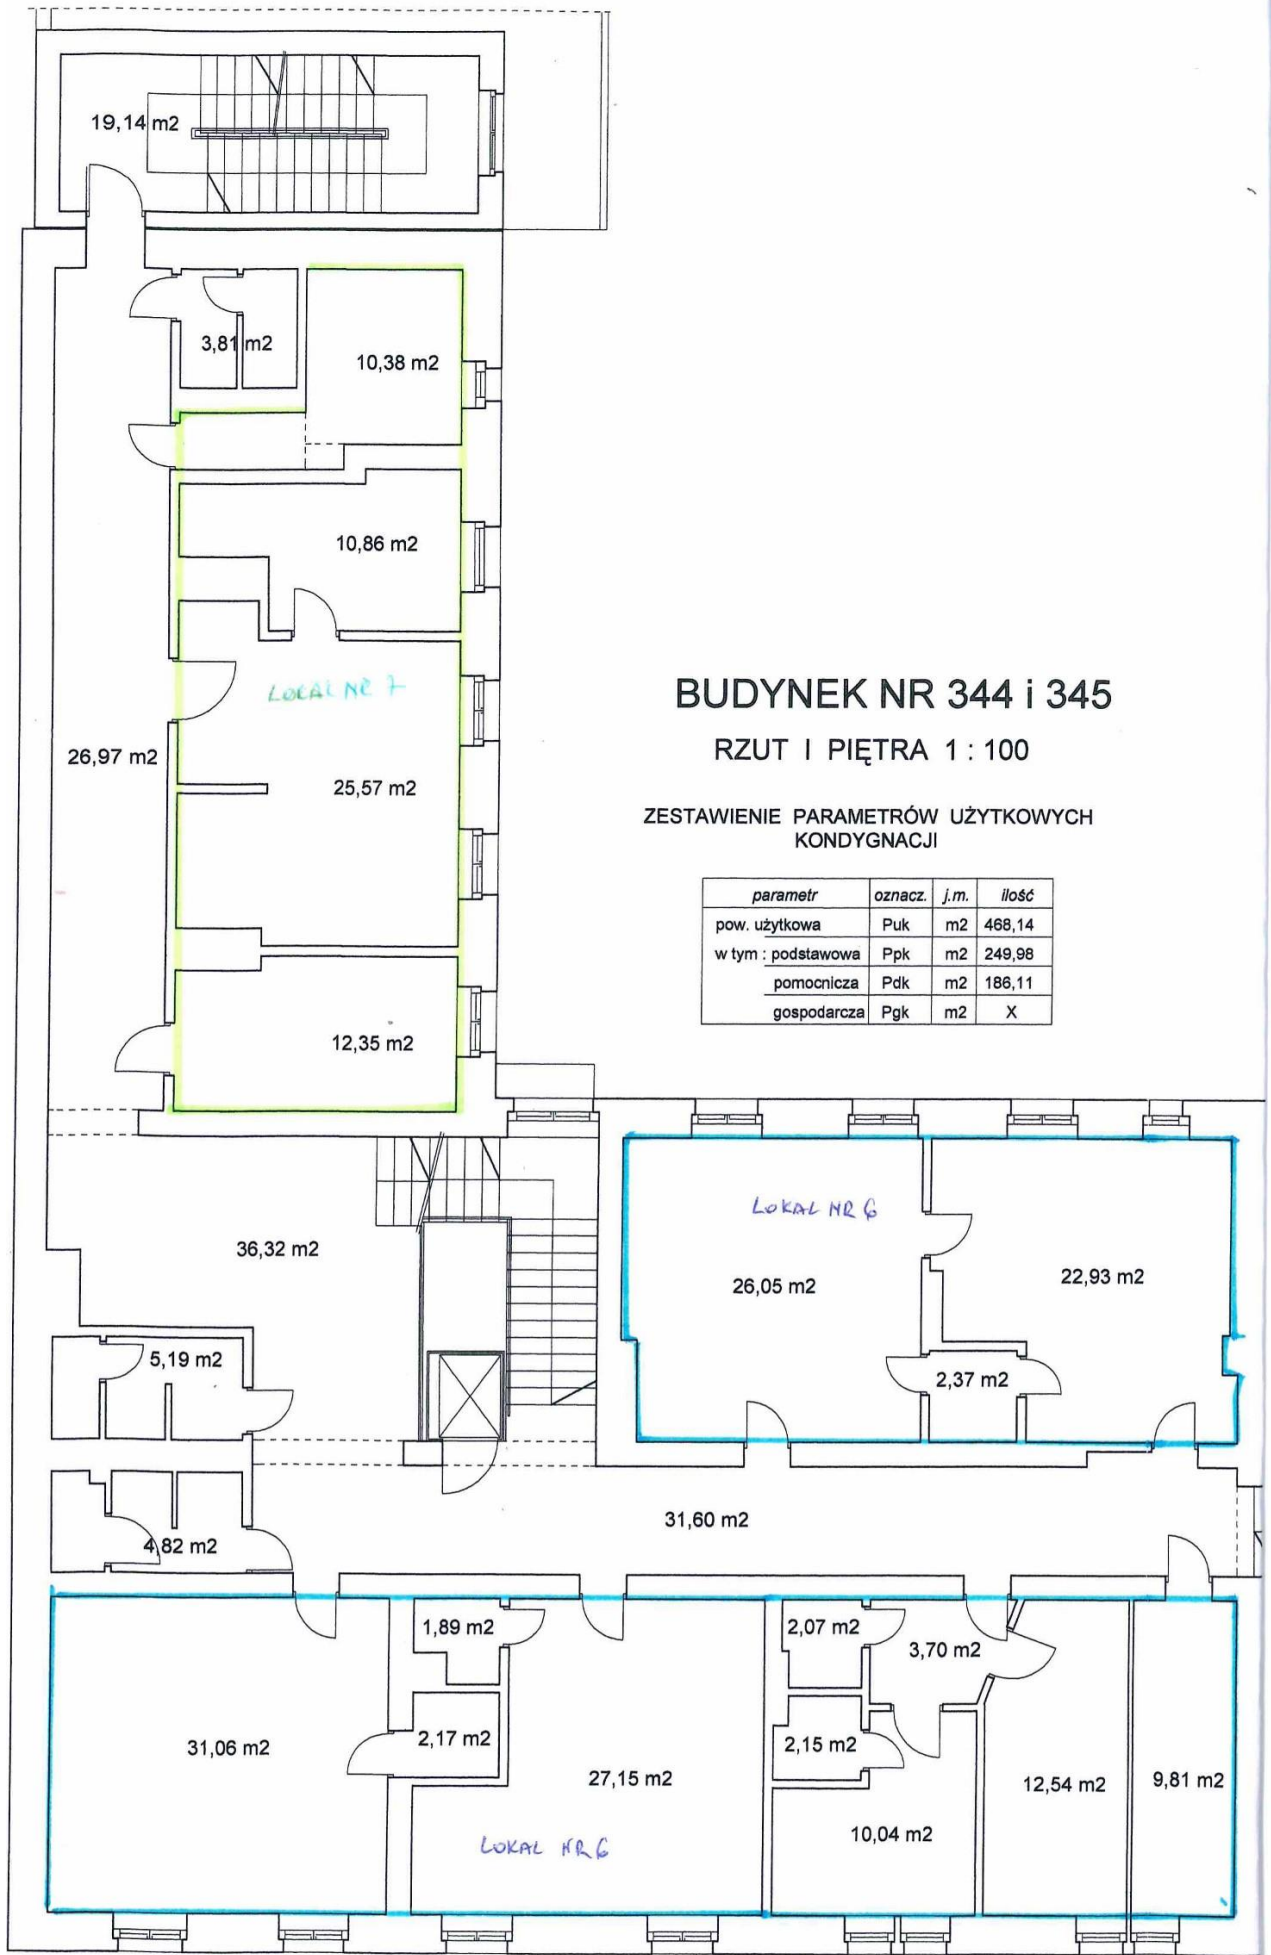 19,14 m2
3,81 m2
10,38 m2
10,86 m2
LOKAL NR 7
26,97 m2
25,57 m2
12,35 m2
BUDYNEK NR 344 i 345
RZUT I PIĘTRA 1 : 100
ZESTAWIENIE PARAMETRÓW UŻYTKOWYCH
KONDYGNACJI
parametr oznacz. j.m. ilość
pow. użytkowa Puk m2 468,14
w tym : podstawowa Ppk m2 249,98
pomocnicza Pdk m2 186,11
gospodarcza Pgk m2 X
LOKAL NR 6
36,32 m2
26,05 m2
22,93 m2
5,19 m2
2,37 m2
31,60 m2
4,82 m2
1,89 m2
2,07 m2
3,70 m2
31,06 m2
2,17 m2
27,15 m2
2,15 m2
12,54 m2
9,81 m2
10,04 m2
LOKAL NR 6